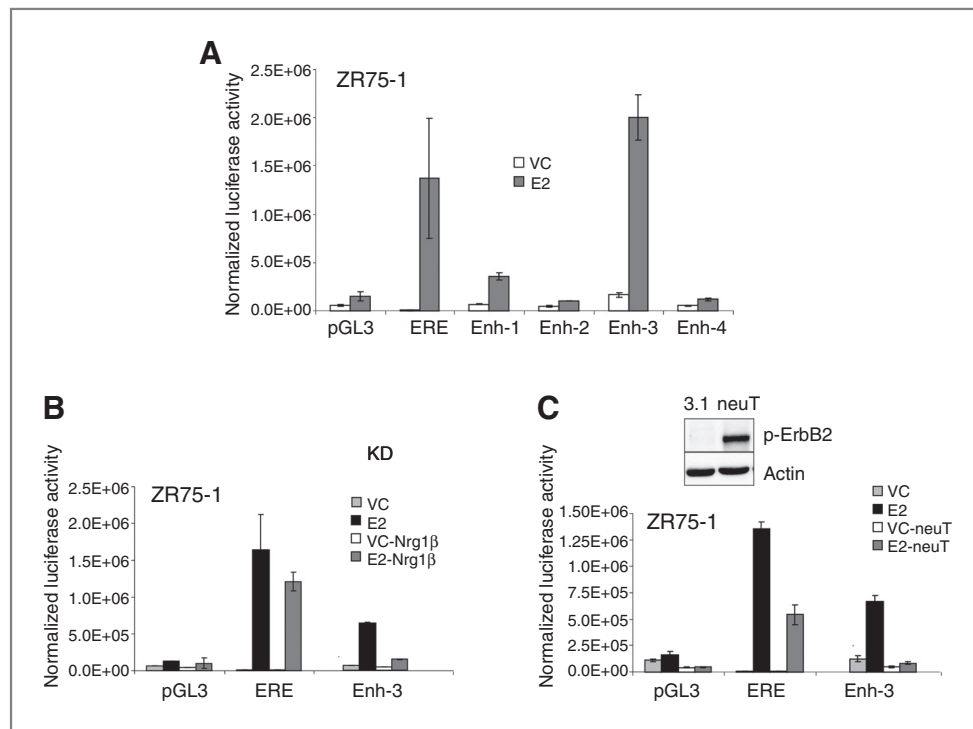 A
ZR75-1
Normalized luciferase activity
2.5E+06
2.0E+06
1.5E+06
1.0E+06
5.0E+05
0.0E+00
VC
E2
pGL3 ERE Enh-1 Enh-2 Enh-3 Enh-4
B
KD
ZR75-1
Normalized luciferase activity
2.5E+06
2.0E+06
1.5E+06
1.0E+06
5.0E+05
0.0E+00
VC
E2
VC-Nrg1β
E2-Nrg1β
pGL3 ERE Enh-3
C
3.1 neuT
p-ErbB2
Actin
ZR75-1
Normalized luciferase activity
1.50E+06
1.25E+06
1.0E+06
7.5E+05
5.0E+05
2.5E+05
0.0E+00
VC
E2
VC-neuT
E2-neuT
pGL3 ERE Enh-3